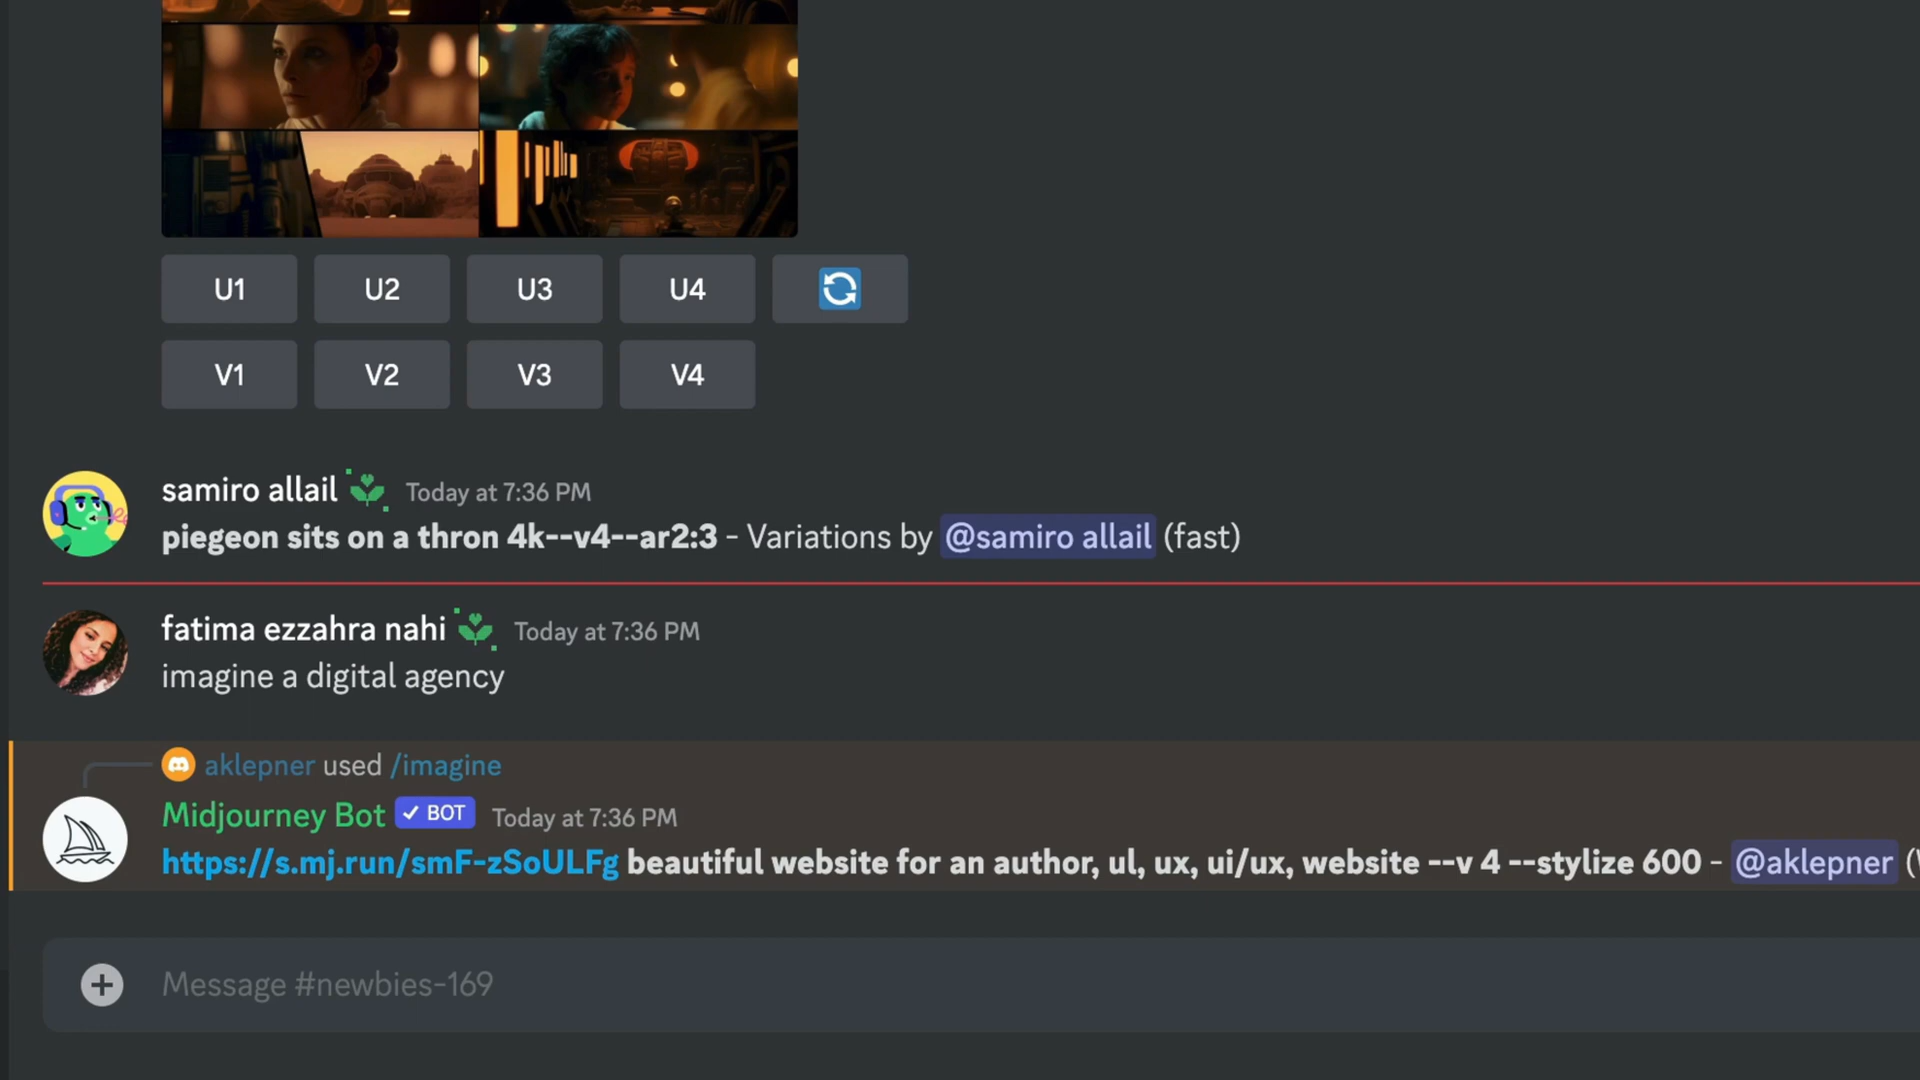 U1 U2 U3 U4
V1 V2 V3 V4
samiro allail Today at 7:36 PM
piegeon sits on a thron 4k--v4--ar2:3 - Variations by @samiro allail (fast)
fatima ezzahra nahi Today at 7:36 PM
imagine a digital agency
aklepner used /imagine
Midjourney Bot ✓ BOT Today at 7:36 PM
https://s.mj.run/smF-zSoULFg beautiful website for an author, ul, ux, ui/ux, website --v 4 --stylize 600 - @aklepner (
Message #newbies-169